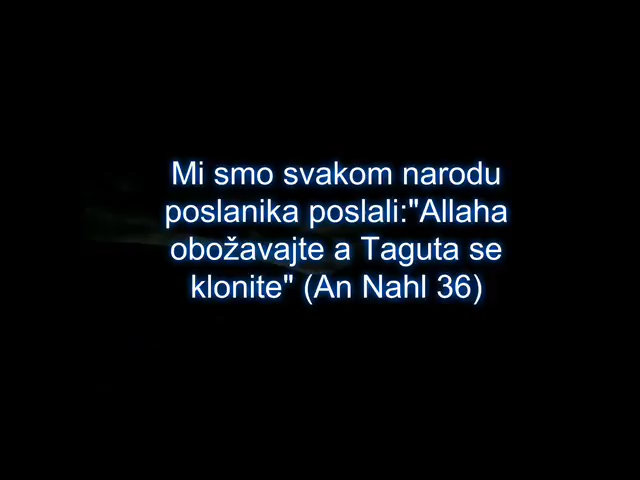 Mi smo svakom narodu
poslanika poslali:"Allaha
obožavajte a Taguta se
klonite" (An Nahl 36)